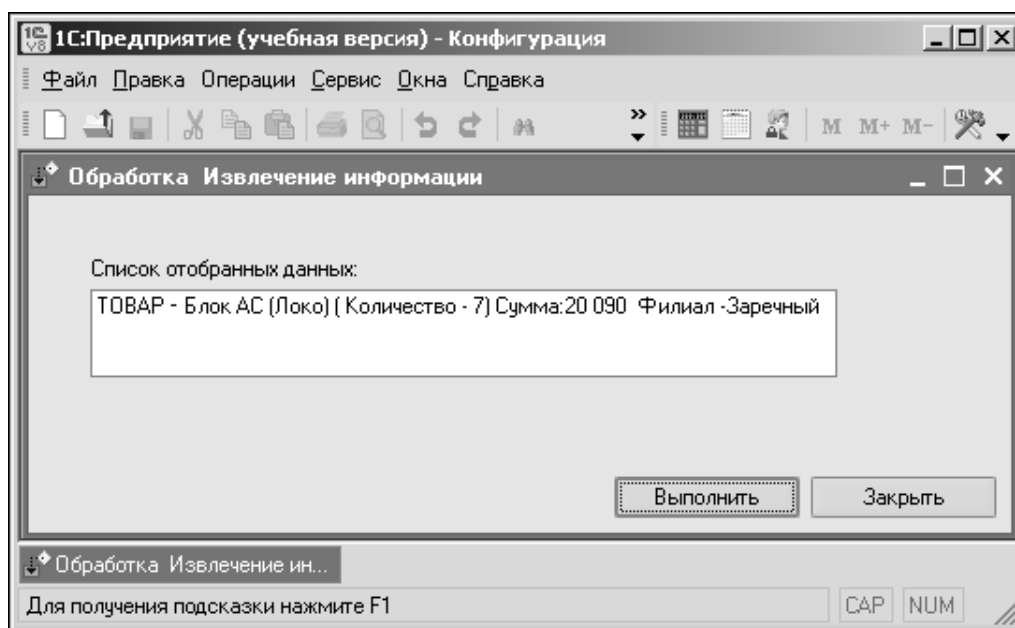 1С:Предприятие (учебная версия) - Конфигурация
Файл Правка Операции Сервис Окна Справка
M M+ M-
Обработка Извлечение информации
Список отобранных данных:
ТОВАР - Блок АС (Локо) ( Количество - 7) Сумма:20 090 Филиал -Заречный
Выполнить Закрыть
Обработка Извлечение ин...
Для получения подсказки нажмите F1 CAP NUM